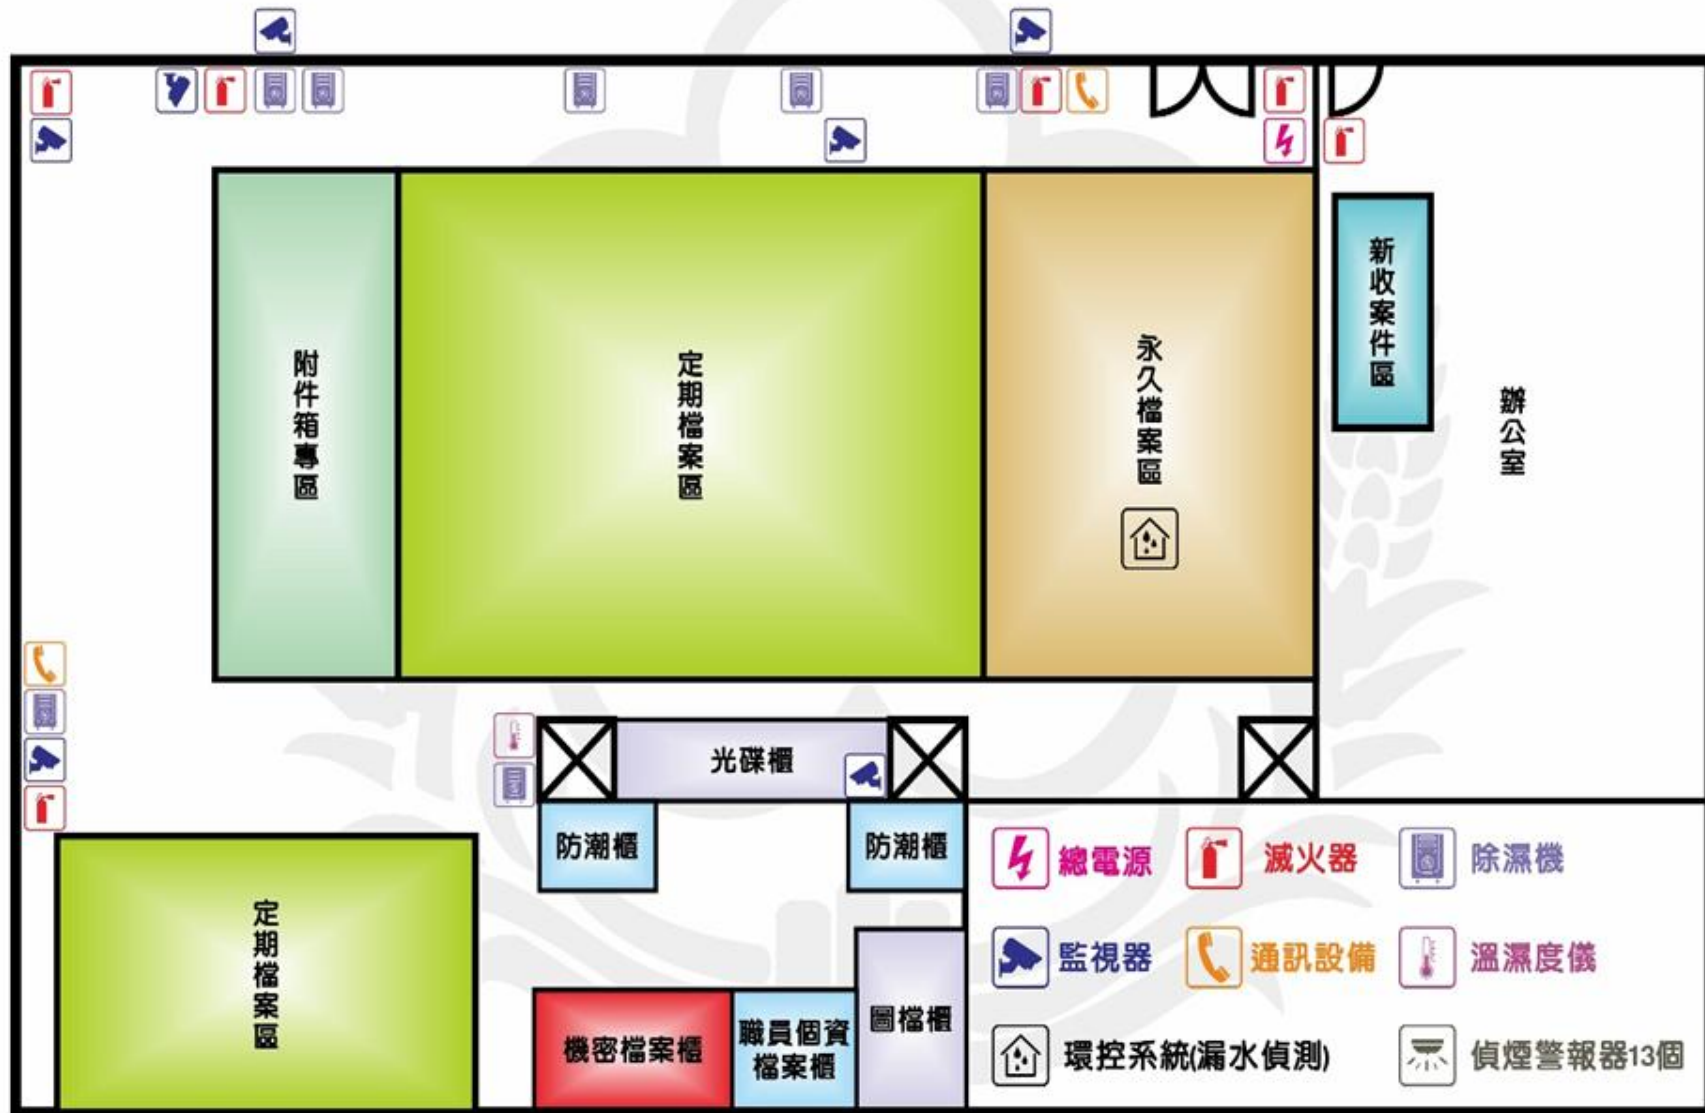 附件箱專區
定期檔案區
永久檔案區
新收案件區
辦公室
光碟櫃
防潮櫃
防潮櫃
定期檔案區
機密檔案櫃
職員個資
檔案櫃
圖檔櫃
總電源
滅火器
除濕機
監視器
通訊設備
溫濕度儀
環控系統(漏水偵測)
偵煙警報器13個